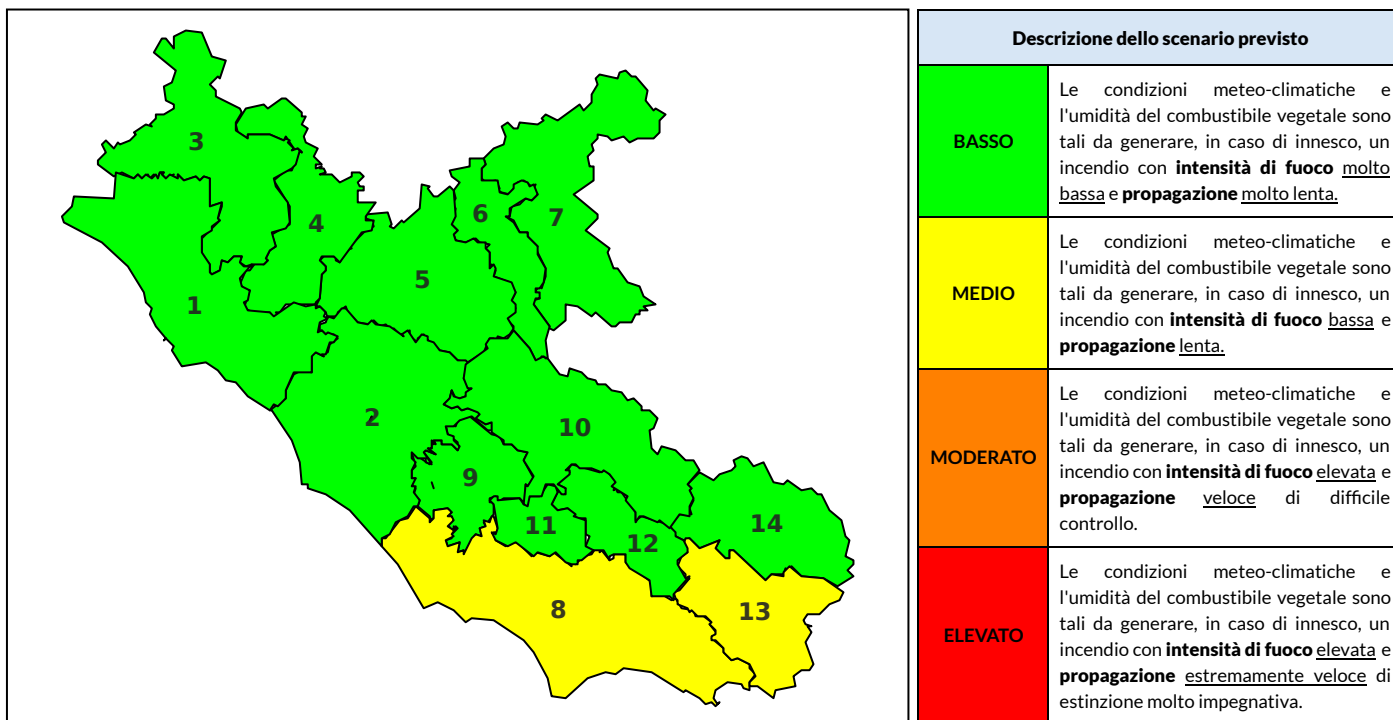 3
4
6
7
5
1
2
10
9
11
12
14
8
13
Descrizione dello scenario previsto
BASSO
Le condizioni meteo-climatiche e
l'umidità del combustibile vegetale sono
tali da generare, in caso di innesco, un
incendio con intensità di fuoco molto
bassa e propagazione molto lenta.
MEDIO
Le condizioni meteo-climatiche e
l'umidità del combustibile vegetale sono
tali da generare, in caso di innesco, un
incendio con intensità di fuoco bassa e
propagazione lenta.
MODERATO
Le condizioni meteo-climatiche e
l'umidità del combustibile vegetale sono
tali da generare, in caso di innesco, un
incendio con intensità di fuoco elevata e
propagazione veloce di difficile
controllo.
ELEVATO
Le condizioni meteo-climatiche e
l'umidità del combustibile vegetale sono
tali da generare, in caso di innesco, un
incendio con intensità di fuoco elevata e
propagazione estremamente veloce di
estinzione molto impegnativa.